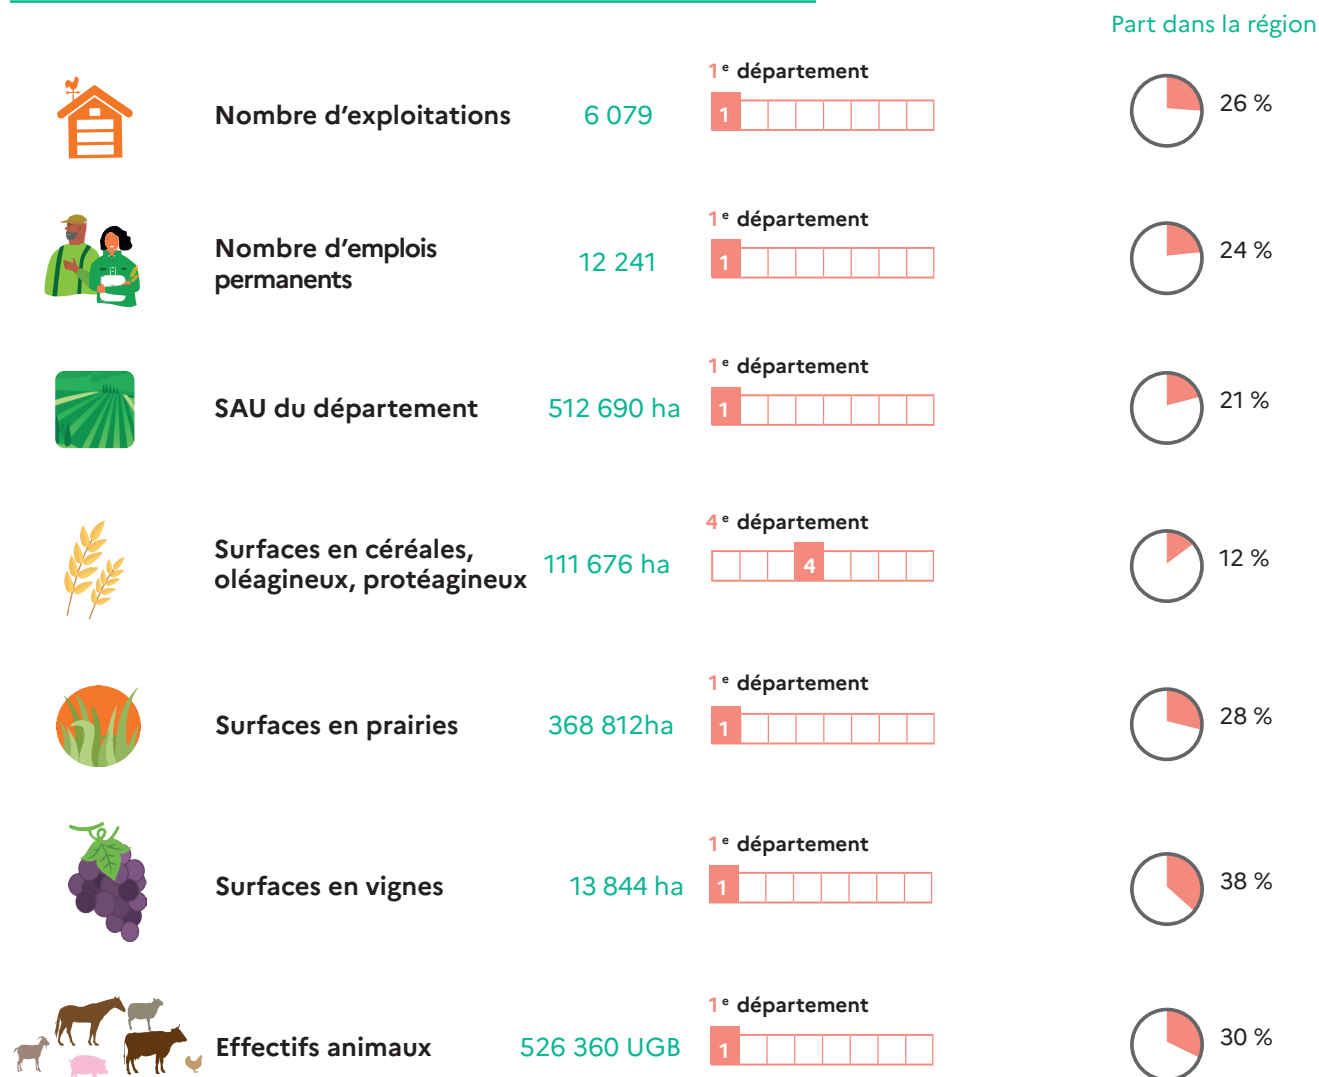 Part dans la région
1e département
Nombre d'exploitations 6 079 1 26 %
1e département
Nombre d'emplois
permanents 12 241 1 24 %
1e département
SAU du département 512 690 ha 1 21 %
4e département
Surfaces en céréales,
oléagineux, protéagineux 111 676 ha 4 12 %
1e département
Surfaces en prairies 368 812ha 1 28 %
1e département
Surfaces en vignes 13 844 ha 1 38 %
1e département
Effectifs animaux 526 360 UGB 1 30 %